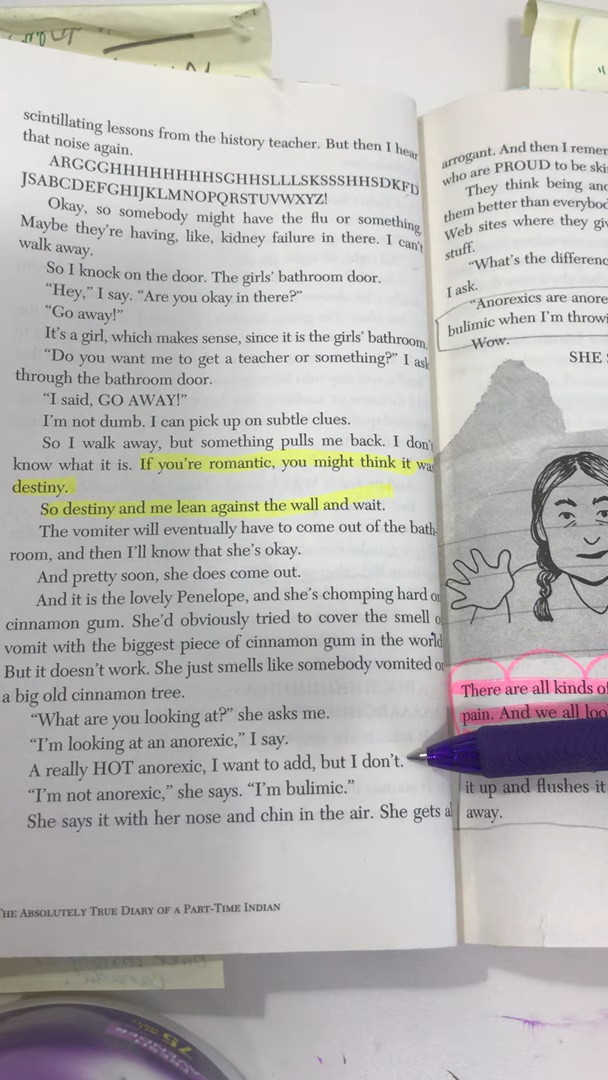 scintillating lessons from the history teacher. But then I hear
that noise again.
ARGGGHHHHHHHHSGHHSLLLSKSSSHHSDKFD
JSABCDEFGHIJKLMNOPQRSTUVWXYZ!
Okay, so somebody might have the flu or something.
Maybe they're having, like, kidney failure in there. I can't
walk away.
So I knock on the door. The girls' bathroom door.
"Hey," I say. "Are you okay in there?"
"Go away!"
It's a girl, which makes sense, since it is the girls' bathroom.
"Do you want me to get a teacher or something?" I ask
through the bathroom door.
"I said, GO AWAY!"
I'm not dumb. I can pick up on subtle clues.
So I walk away, but something pulls me back. I don't
know what it is. If you're romantic, you might think it wa
destiny.
So destiny and me lean against the wall and wait.
The vomiter will eventually have to come out of the bath-
room, and then I'll know that she's okay.
And pretty soon, she does come out.
And it is the lovely Penelope, and she's chomping hard on
cinnamon gum. She'd obviously tried to cover the smell o
vomit with the biggest piece of cinnamon gum in the world
But it doesn't work. She just smells like somebody vomited on
a big old cinnamon tree.
"What are you looking at?" she asks me.
"I'm looking at an anorexic," I say.
A really HOT anorexic, I want to add, but I don't.
"I'm not anorexic," she says. "I'm bulimic."
She says it with her nose and chin in the air. She gets al
THE ABSOLUTELY TRUE DIARY OF A PART-TIME INDIAN
arrogant. And then I remem
who are PROUD to be ski
They think being ano
them better than everybod
Web sites where they giv
stuff.
"What's the differenc
I ask.
"Anorexics are anore
bulimic when I'm throwi
Wow.
SHE
There are all kinds of
pain. And we all loo
it up and flushes it
away.
75